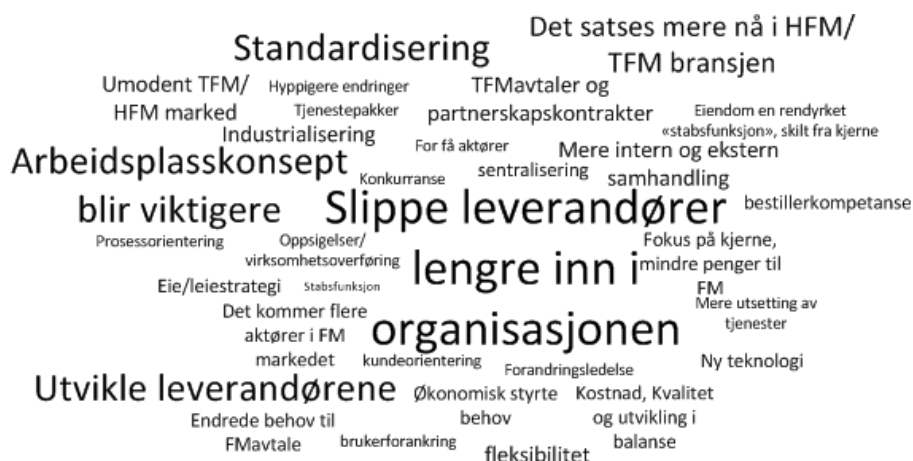 Det satses mere nå i HFM/
TFM bransjen
Standardisering
Umodent TFM/
HFM marked
Hyppigere endringer
Tjenestepakker
TFMavtaler og
partnerskapskontrakter
Eiendom en rendyrket
«stabsfunksjon», skilt fra kjerne
Industrialisering
For få aktører
Mere intern og ekstern
samhandling
Arbeidsplasskonsept
blir viktigere
Konkurranse
sentralisering
Slippe leverandører
lengre inn i
organisasjonen
bestillerkompetanse
Prosessorientering
Oppsigelser/
virksomhetsoverføring
Fokus på kjerne,
mindre penger til
FM
Eie/leiestrategi
Stabsfunksjon
Mere utsetting av
tjenester
Det kommer flere
aktører i FM
markedet
kundeorientering
Forandringsledelse
Ny teknologi
Utvikle leverandørene
Økonomisk styrte
behov
Kostnad, Kvalitet
og utvikling i
balanse
Endrede behov til
FMavtale
brukerforankring
fleksibilitet